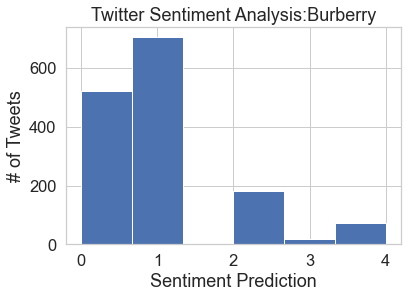 Twitter Sentiment Analysis:Burberry
# of Tweets
600
400
200
0
0 1 2 3 4
Sentiment Prediction